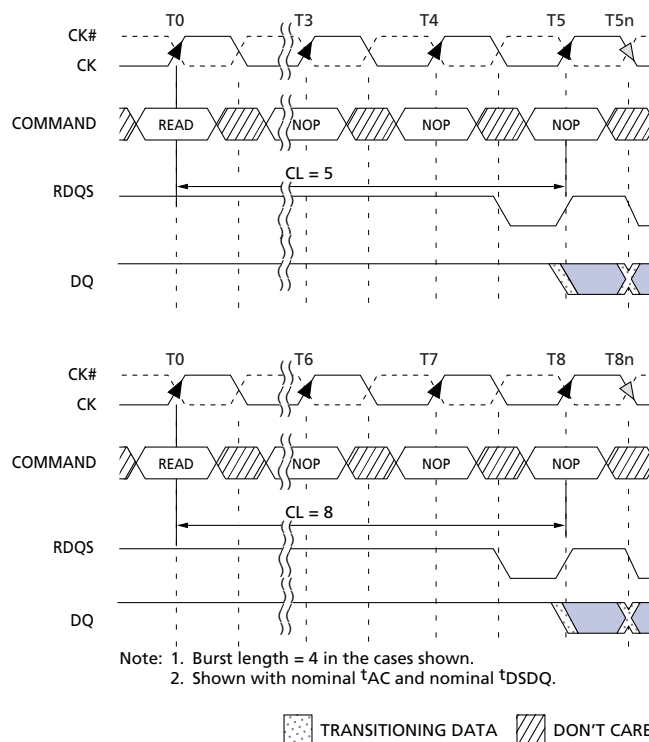 T0 T3 T4 T5 T5n
CK#
CK
COMMAND READ NOP NOP NOP
CL = 5
RDQS
DQ
T0 T6 T7 T8 T8n
CK#
CK
COMMAND READ NOP NOP NOP
CL = 8
RDQS
DQ
Note: 1. Burst length = 4 in the cases shown.
2. Shown with nominal tAC and nominal tDSDQ.
TRANSITIONING DATA DON'T CARE